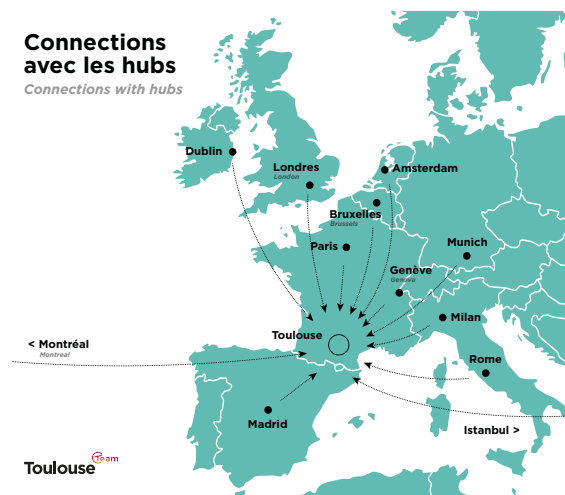 Connections
avec les hubs
Connections with hubs
Dublin
Londres
London
Amsterdam
Bruxelles
Brussels
Paris
Munich
Genève
Geneva
Toulouse
Milan
< Montréal
Montreal
Rome
Madrid
Istanbul >
Toulouse Team